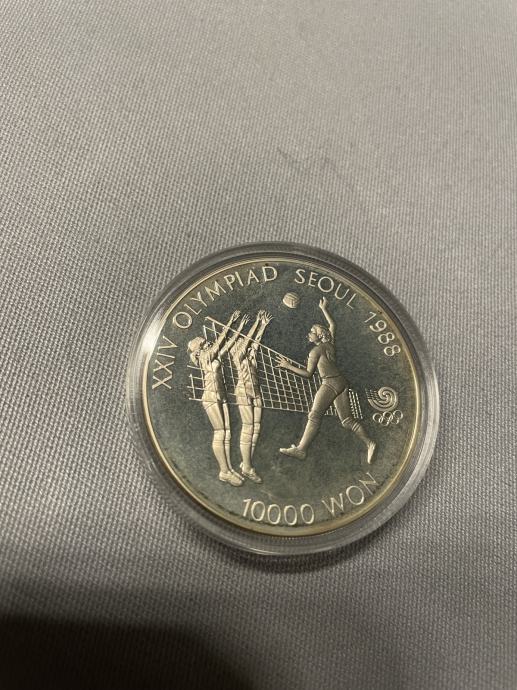 XXIV OLYMPIAD SEOUL 1988
10000 WON